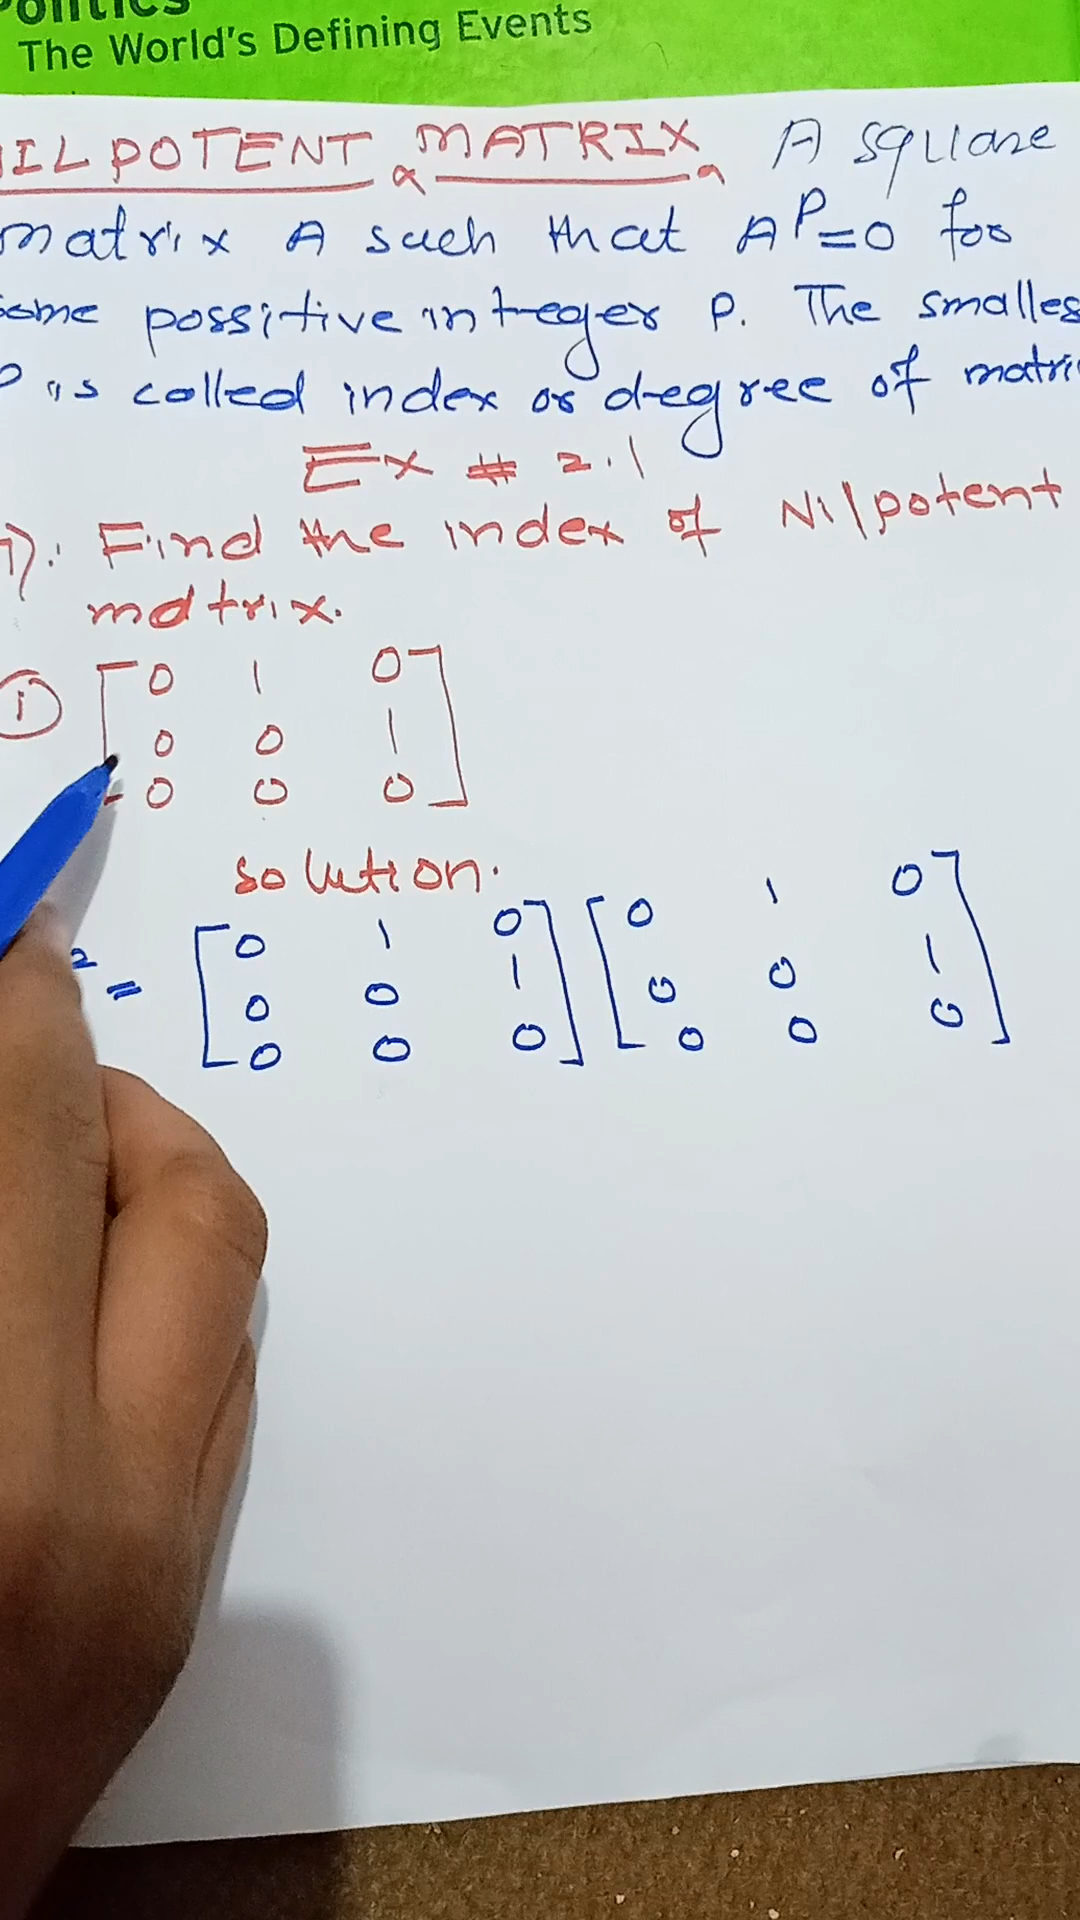 Politics
The World's Defining Events
NILPOTENT MATRIX A square
matrix A such that A^P=0 for
some possitive integer P. The smalles
P is called index or degree of matri
Ex # 2.1
Find the index of Nilpotent
matrix.
(i) [0 1 0
0 0 1
0 0 0]
solution.
2 = [0 1 0] [0 1 0]
0 0 1 0 0 1
0 0 0 0 0 0